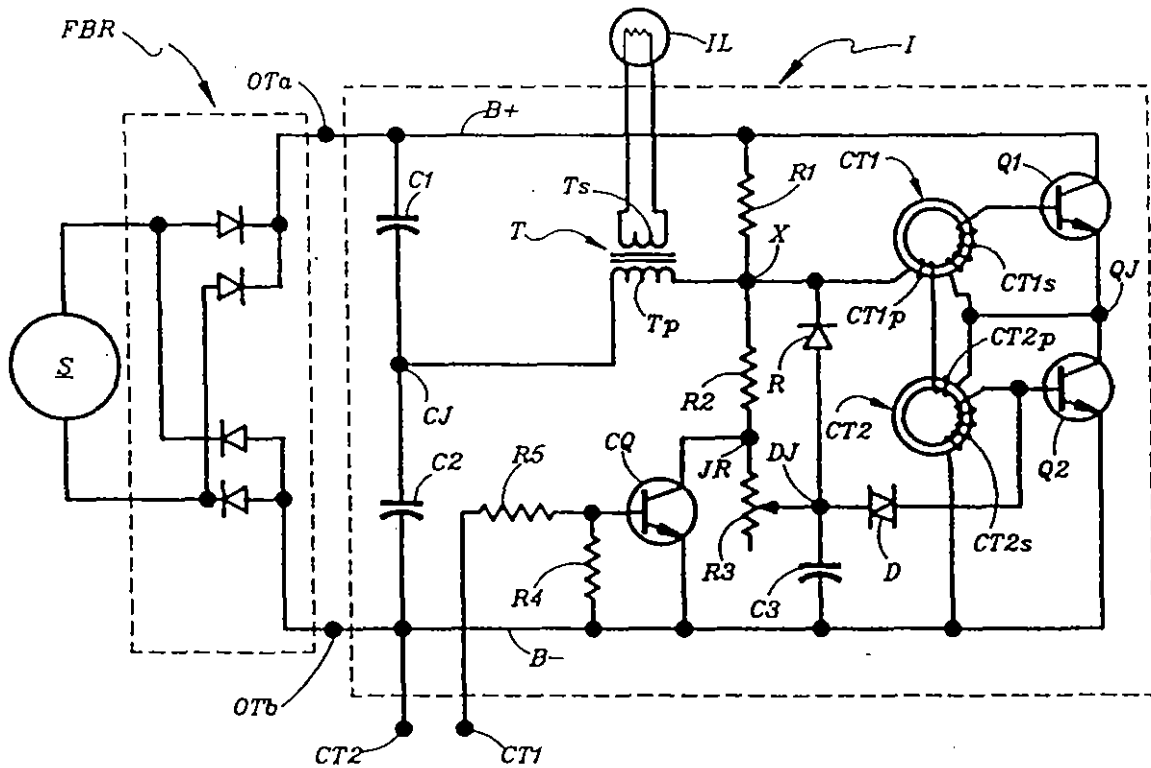 FBR
IL
I
OTa
B+
CT1
Q1
C1
Ts
R1
T
X
QJ
CT1s
CT1p
Tp
CT2p
S
R
R2
CJ
CT2
C2
CQ
JR
DJ
Q2
R5
R3
D
CT2s
R4
C3
B-
OTb
CT2
CT1